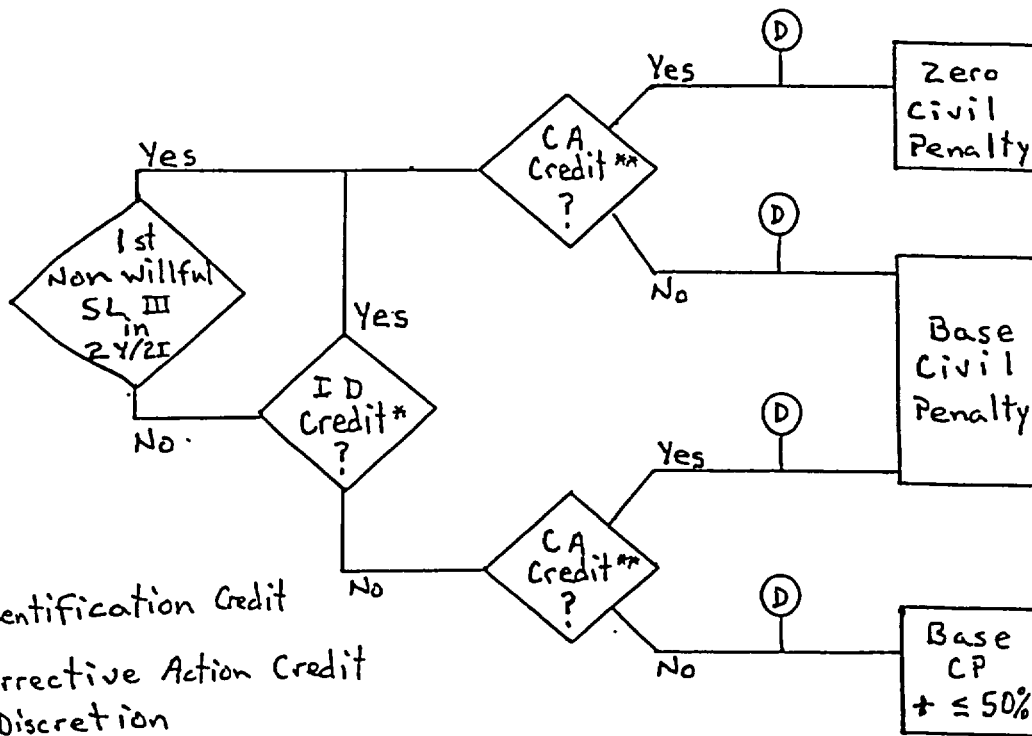 D
Yes
Zero
Civil
Penalty
CA
Credit**
?
Yes
D
1st
Non willful
SL III
in
2Y/2I
No
Base
Civil
Penalty
Yes
ID
Credit*
?
D
No.
Yes
CA
Credit**
?
No
D
entification Credit
Base
CP
+ ≤ 50%
No
rrective Action Credit
Discretion